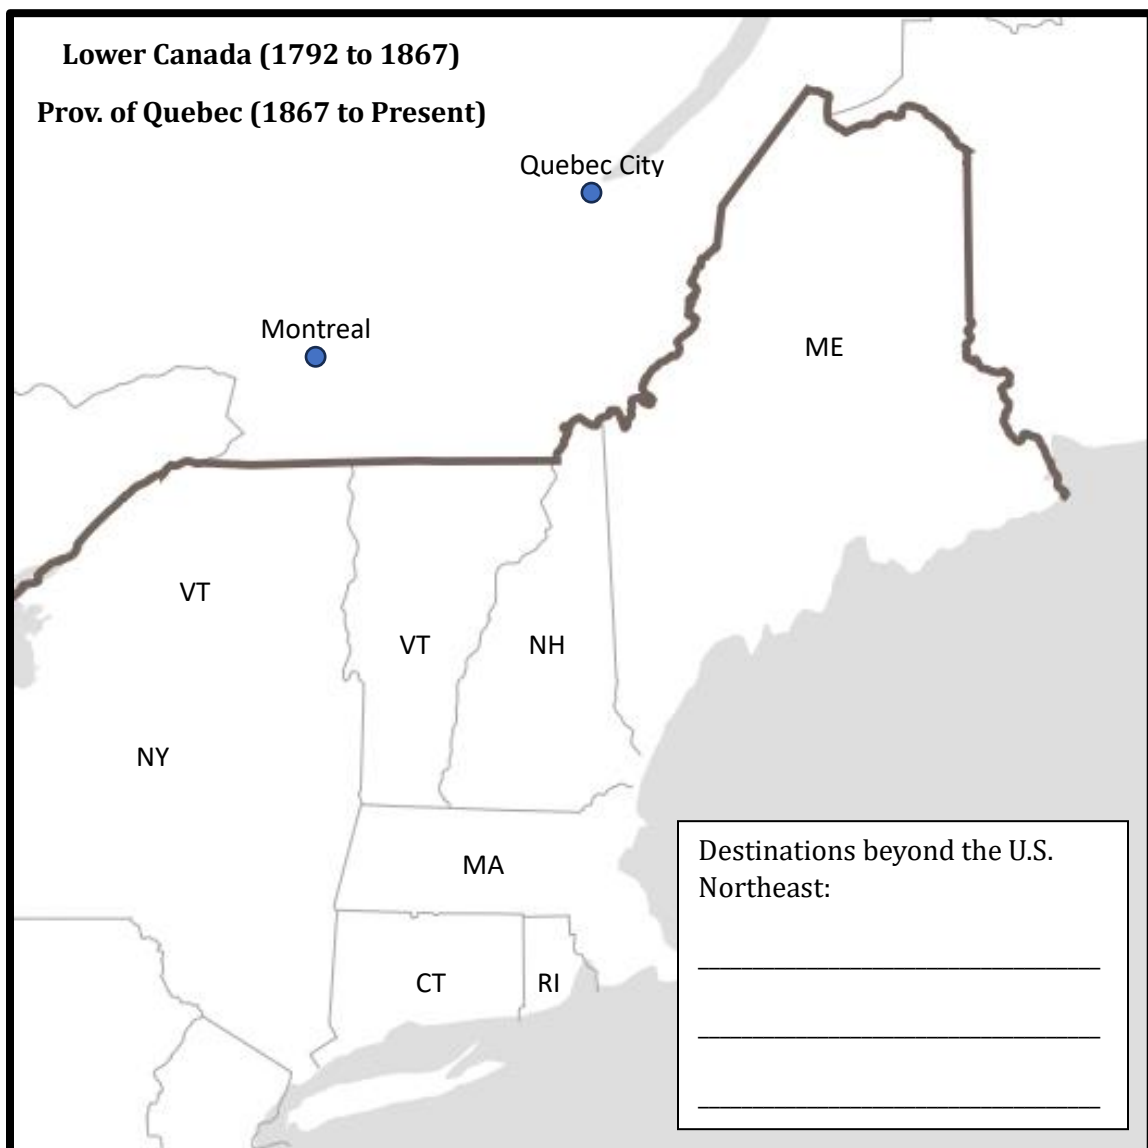 Lower Canada (1792 to 1867)
Prov. of Quebec (1867 to Present)
Quebec City
Montreal
ME
VT
VT
NH
NY
MA
CT
RI
Destinations beyond the U.S.
Northeast: